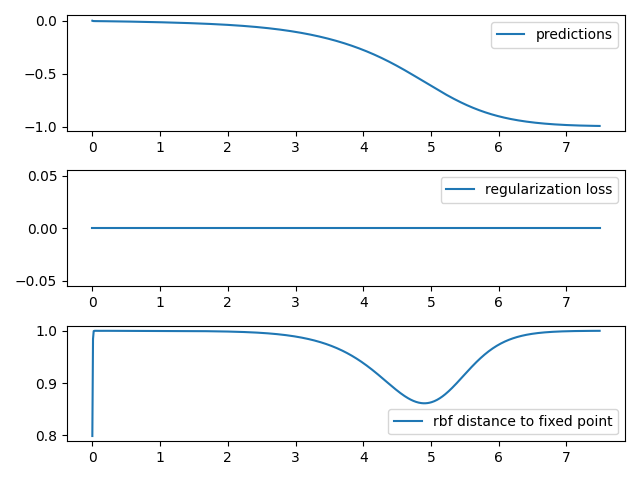 0.0
−0.5
−1.0
predictions
0 1 2 3 4 5 6 7
0.05
0.00
−0.05
regularization loss
0 1 2 3 4 5 6 7
1.0
0.9
0.8
rbf distance to fixed point
0 1 2 3 4 5 6 7